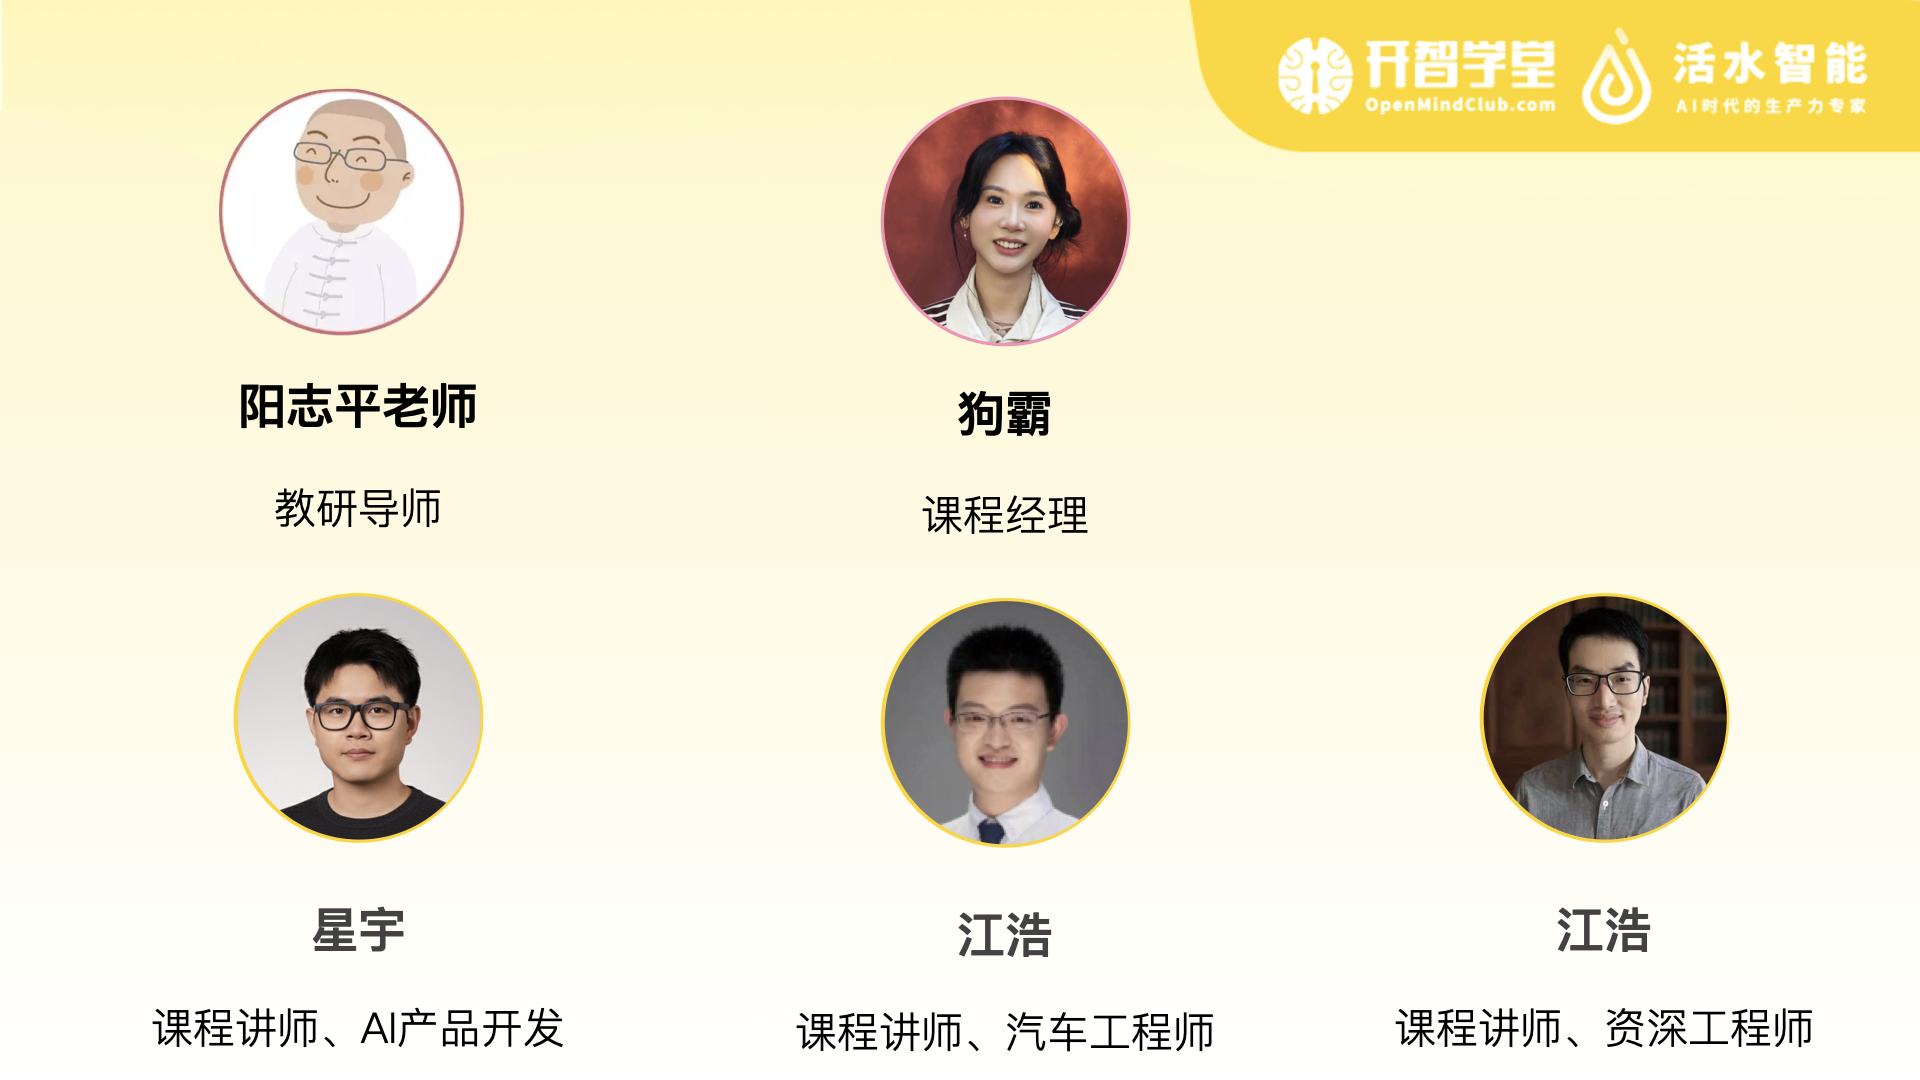 开智学堂
OpenMindClub.com
活水智能
AI时代的生产力专家
阳志平老师
教研导师
狗霸
课程经理
星宇
课程讲师、AI产品开发
江浩
课程讲师、汽车工程师
江浩
课程讲师、资深工程师